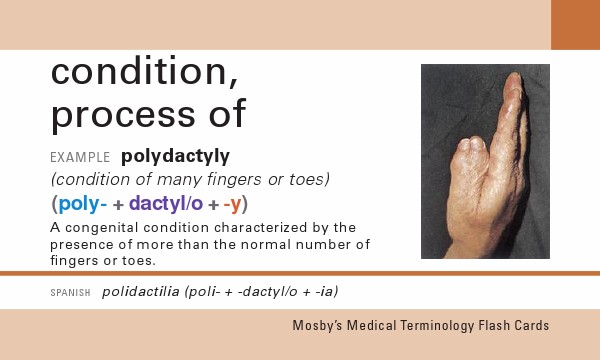 condition,
process of
EXAMPLE polydactyly
(condition of many fingers or toes)
(poly- + dactyl/o + -y)
A congenital condition characterized by the
presence of more than the normal number of
fingers or toes.
SPANISH polidactilia (poli- + -dactyl/o + -ia)
Mosby's Medical Terminology Flash Cards